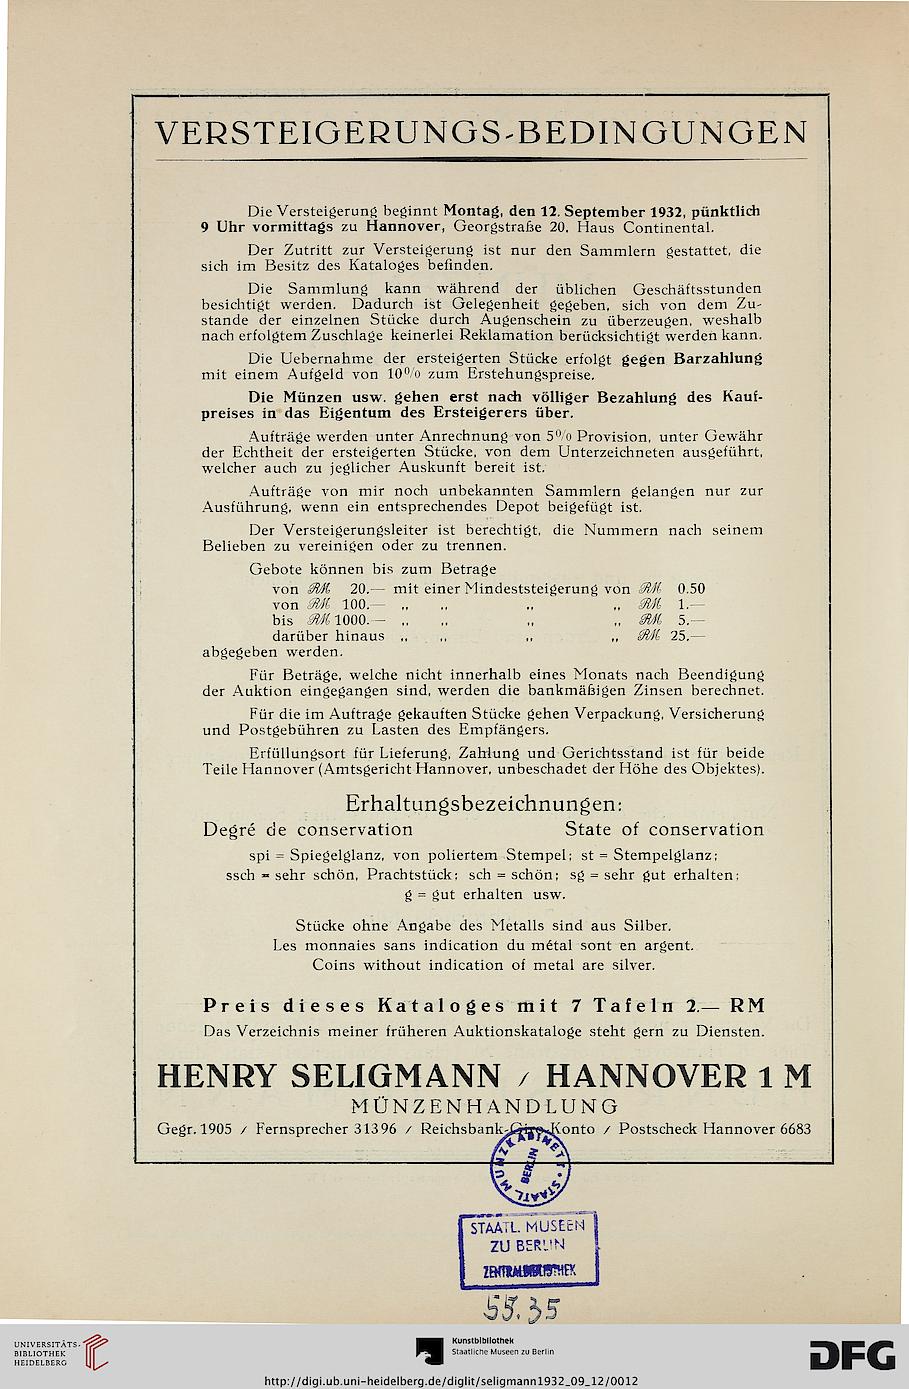 VERSTEIGERUNGS-BEDINGUNGEN
Die Versteigerung beginnt Montag, den 12. September 1932, pünktlich
9 Uhr vormittags zu Hannover, Georgstraße 20, Haus Continental.
Der Zutritt zur Versteigerung ist nur den Sammlern gestattet, die
sich im Besitz des Kataloges befinden.
Die Sammlung kann während der üblichen Geschäftsstunden
besichtigt werden. Dadurch ist Gelegenheit gegeben, sich von dem Zu-
stande der einzelnen Stücke durch Augenschein zu überzeugen, weshalb
nach erfolgtem Zuschlage keinerlei Reklamation berücksichtigt werden kann.
Die Uebernahme der ersteigerten Stücke erfolgt gegen Barzahlung
mit einem Aufgeld von 10% zum Erstehungspreise.
Die Münzen usw. gehen erst nach völliger Bezahlung des Kauf-
preises in das Eigentum des Ersteigerers über.
Aufträge werden unter Anrechnung von 5% Provision, unter Gewähr
der Echtheit der ersteigerten Stücke, von dem Unterzeichneten ausgeführt,
welcher auch zu jeglicher Auskunft bereit ist.
Aufträge von mir noch unbekannten Sammlern gelangen nur zur
Ausführung, wenn ein entsprechendes Depot beigefügt ist.
Der Versteigerungsleiter ist berechtigt, die Nummern nach seinem
Belieben zu vereinigen oder zu trennen.
Gebote können bis zum Betrage
von RM 20.— mit einer Mindeststeigerung von RM 0.50
von RM 100.— „ „ „ „ RM 1.—
bis RM 1000.— „ „ „ „ RM 5.—
darüber hinaus „ „ „ „ RM 25.—
abgegeben werden.
Für Beträge, welche nicht innerhalb eines Monats nach Beendigung
der Auktion eingegangen sind, werden die bankmäßigen Zinsen berechnet.
Für die im Auftrage gekauften Stücke gehen Verpackung, Versicherung
und Postgebühren zu Lasten des Empfängers.
Erfüllungsort für Lieferung, Zahlung und Gerichtsstand ist für beide
Teile Hannover (Amtsgericht Hannover, unbeschadet der Höhe des Objektes).
Erhaltungsbezeichnungen:
Degré de conservation State of conservation
spi = Spiegelglanz, von poliertem Stempel; st = Stempelglanz;
ssch = sehr schön, Prachtstück; sch = schön; sg = sehr gut erhalten;
g = gut erhalten usw.
Stücke ohne Angabe des Metalls sind aus Silber.
Les monnaies sans indication du métal sont en argent.
Coins without indication of metal are silver.
Preis dieses Kataloges mit 7 Tafeln 2.— RM
Das Verzeichnis meiner früheren Auktionskataloge steht gern zu Diensten.
HENRY SELIGMANN / HANNOVER 1 M
MÜNZENHANDLUNG
Gegr. 1905 / Fernsprecher 31396 / Reichsbank-Giro-Konto / Postscheck Hannover 6683
MÜNZKABINETT • STAATL.
BERLIN
STAATL. MUSEEN
ZU BERLIN
ZENTRALBIBLIOTHEK
55.35
UNIVERSITÄTS-
BIBLIOTHEK
HEIDELBERG
Kunstbibliothek
Staatliche Museen zu Berlin
DFG
http://digi.ub.uni-heidelberg.de/diglit/seligmann1932_09_12/0012